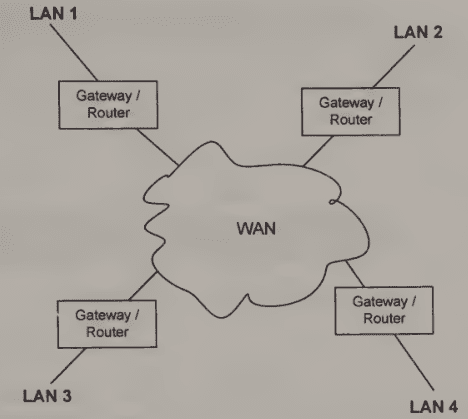 LAN 1
LAN 2
Gateway /
Router
Gateway /
Router
WAN
Gateway /
Router
Gateway /
Router
LAN 3
LAN 4